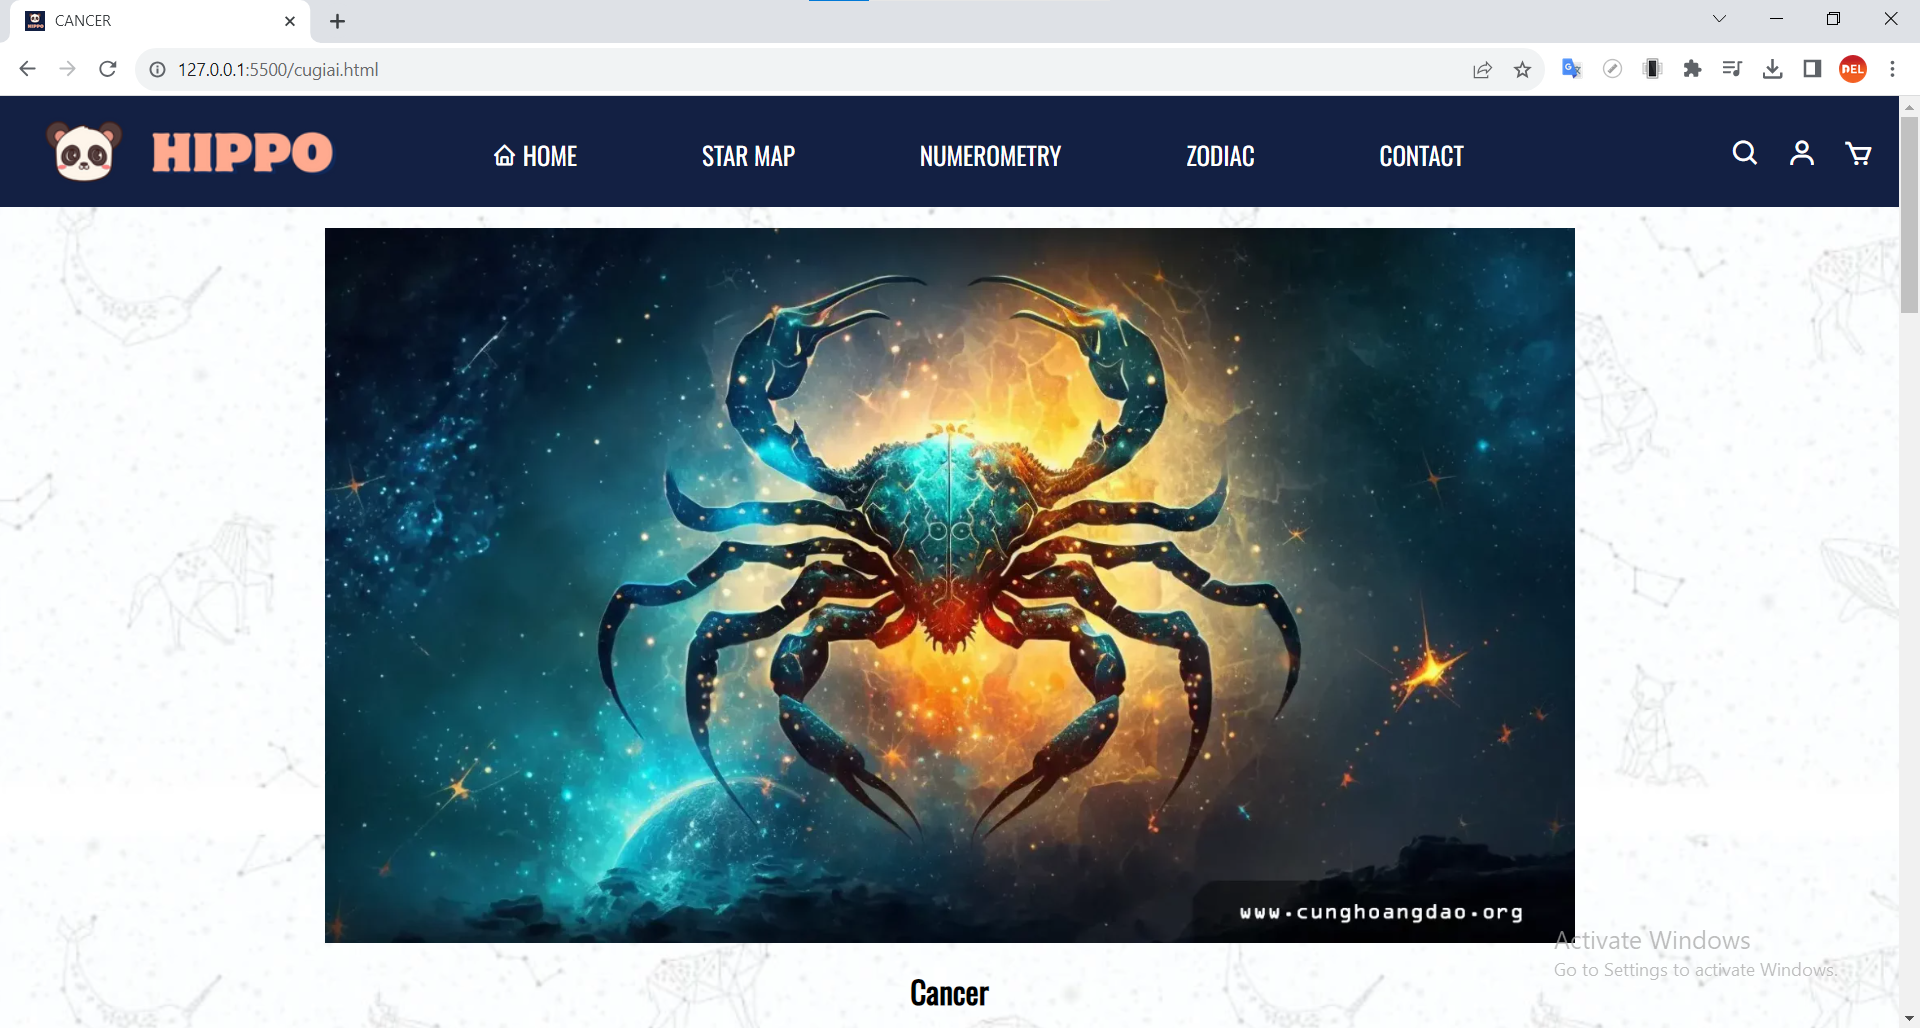 CANCER
127.0.0.1:5500/cugiai.html
DEL
HIPPO
HOME
STAR MAP
NUMEROMETRY
ZODIAC
CONTACT
www.cunghoangdao.org
Activate Windows
Go to Settings to activate Windows.
Cancer